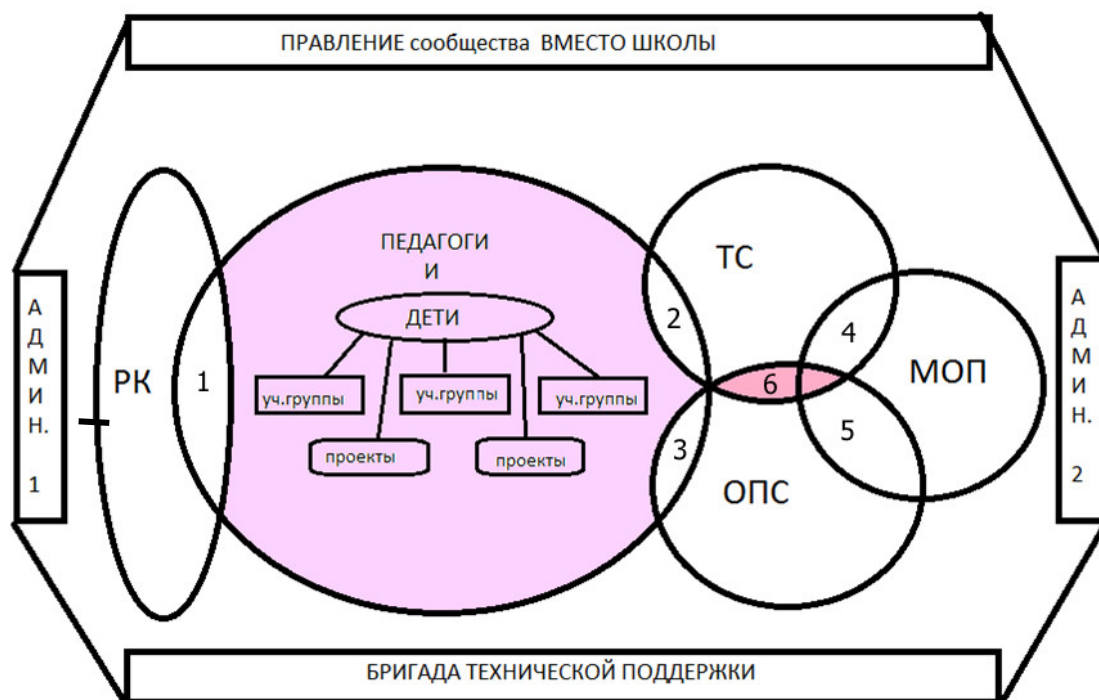 ПРАВЛЕНИЕ сообщества ВМЕСТО ШКОЛЫ
А
Д
М
И
Н.
1
РК
1
ПЕДАГОГИ
И
ДЕТИ
уч.группы
уч.группы
уч.группы
проекты
проекты
2
3
ТС
4
6
МОП
5
ОПС
А
Д
М
И
Н.
2
БРИГАДА ТЕХНИЧЕСКОЙ ПОДДЕРЖКИ